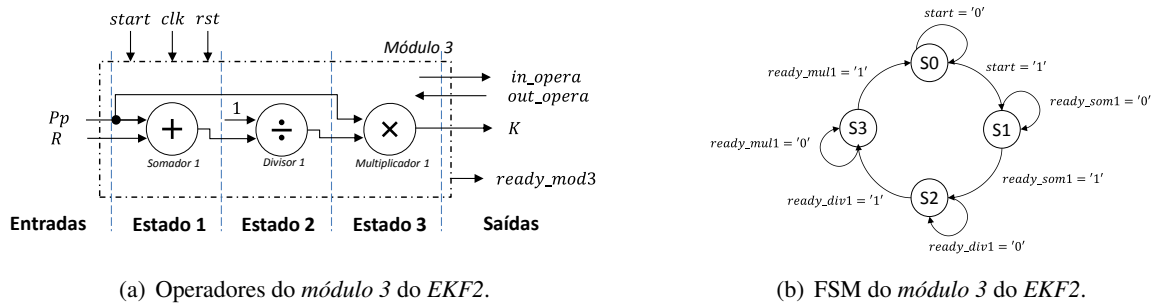 start clk rst
Módulo 3
in_opera
out_opera
Pp
R
1
+
÷
×
K
Somador 1
Divisor 1
Multiplicador 1
ready_mod3
Entradas
Estado 1
Estado 2
Estado 3
Saídas
(a) Operadores do módulo 3 do EKF2.
start = '0'
S0
ready_mul1 = '1'
start = '1'
ready_som1 = '0'
S3
S1
ready_mul1 =
'0'
ready_som1 = '1'
ready_div1 = '1'
S2
ready_div1 = '0'
(b) FSM do módulo 3 do EKF2.